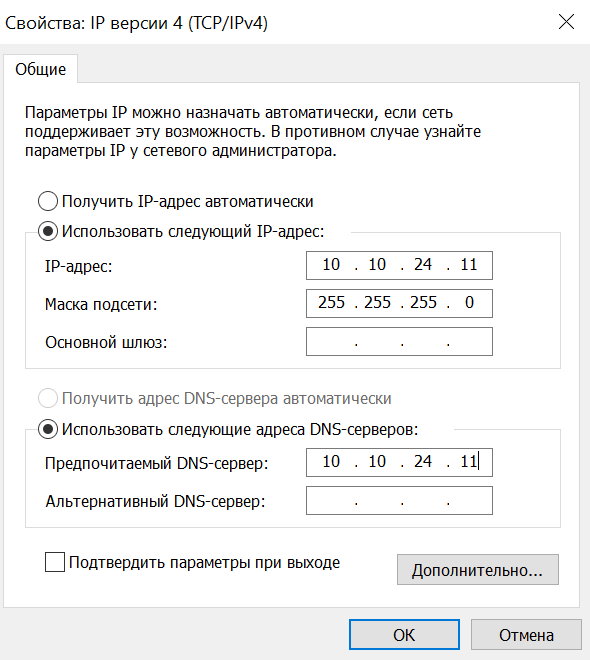 Свойства: IP версии 4 (TCP/IPv4)
Общие
Параметры IP можно назначать автоматически, если сеть
поддерживает эту возможность. В противном случае узнайте
параметры IP у сетевого администратора.
Получить IP-адрес автоматически
Использовать следующий IP-адрес:
IP-адрес: 10 . 10 . 24 . 11
Маска подсети: 255 . 255 . 255 . 0
Основной шлюз: . . .
Получить адрес DNS-сервера автоматически
Использовать следующие адреса DNS-серверов:
Предпочитаемый DNS-сервер: 10 . 10 . 24 . 11
Альтернативный DNS-сервер: . . .
Подтвердить параметры при выходе
Дополнительно...
ОК Отмена